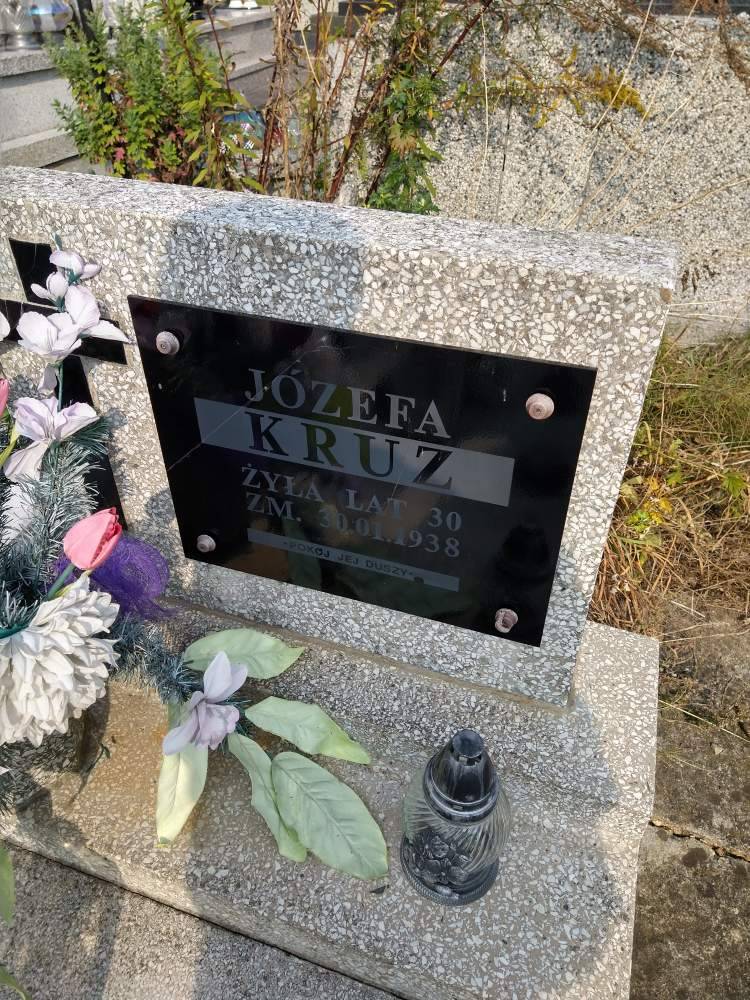 JÓZEFA
KRUZ
ŻYŁA LAT 30
ZM. 30.01.1938
-POKÓJ JEJ DUSZY-